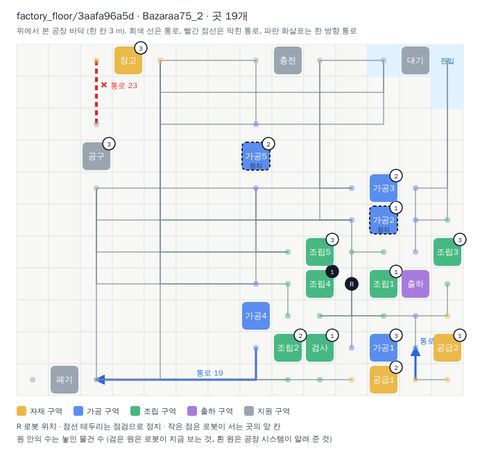 factory_floor/3aafa96a5d · Bazaraa75_2 · 곳 19개
위에서 본 공장 바닥 (한 칸 3 m). 회색 선은 통로, 빨간 점선은 막힌 통로, 파란 화살표는 한 방향 통로
창고 3
충전
대기
진입
× 통로 23
공구 3
가공5 2
정지
가공3 2
가공2 1
정지
조립5 3
조립3 3
조립4 1
R
조립1 1
출하
가공4
조립2 2
검사 1
가공1 3
통로
공급2 1
폐기
통로 19
공급1 2
자재 구역
가공 구역
조립 구역
출하 구역
지원 구역
R 로봇 위치 · 점선 테두리는 점검으로 정지 · 작은 점은 로봇이 서는 곳의 앞 칸
원 안의 수는 놓인 물건 수 (검은 원은 로봇이 지금 보는 것, 흰 원은 공장 시스템이 알려 준 것)